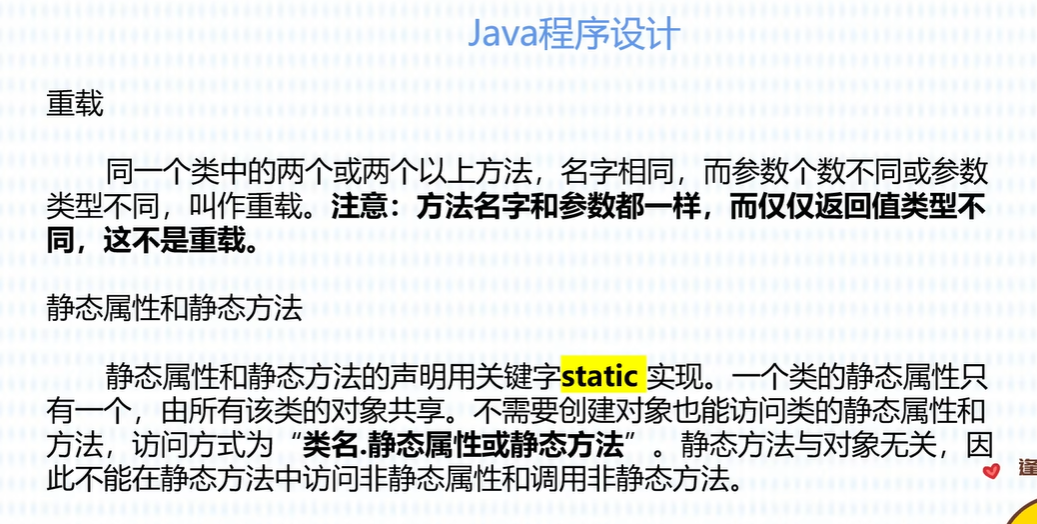 Java程序设计
重载
同一个类中的两个或两个以上方法，名字相同，而参数个数不同或参数
类型不同，叫作重载。注意：方法名字和参数都一样，而仅仅返回值类型不
同，这不是重载。
静态属性和静态方法
静态属性和静态方法的声明用关键字static 实现。一个类的静态属性只
有一个，由所有该类的对象共享。不需要创建对象也能访问类的静态属性和
方法，访问方式为“类名.静态属性或静态方法”。静态方法与对象无关，因
此不能在静态方法中访问非静态属性和调用非静态方法。